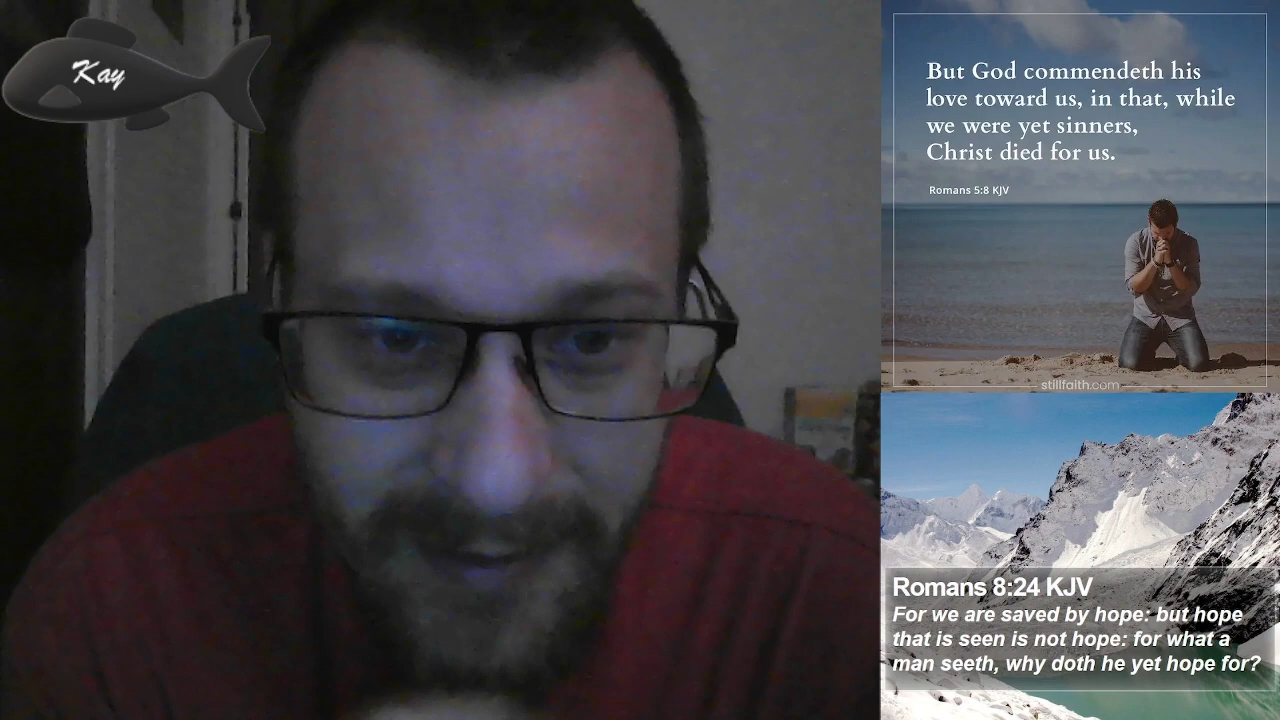 Kay
But God commendeth his
love toward us, in that, while
we were yet sinners,
Christ died for us.
Romans 5:8 KJV
stillfaith.com
Romans 8:24 KJV
For we are saved by hope: but hope
that is seen is not hope: for what a
man seeth, why doth he yet hope for?